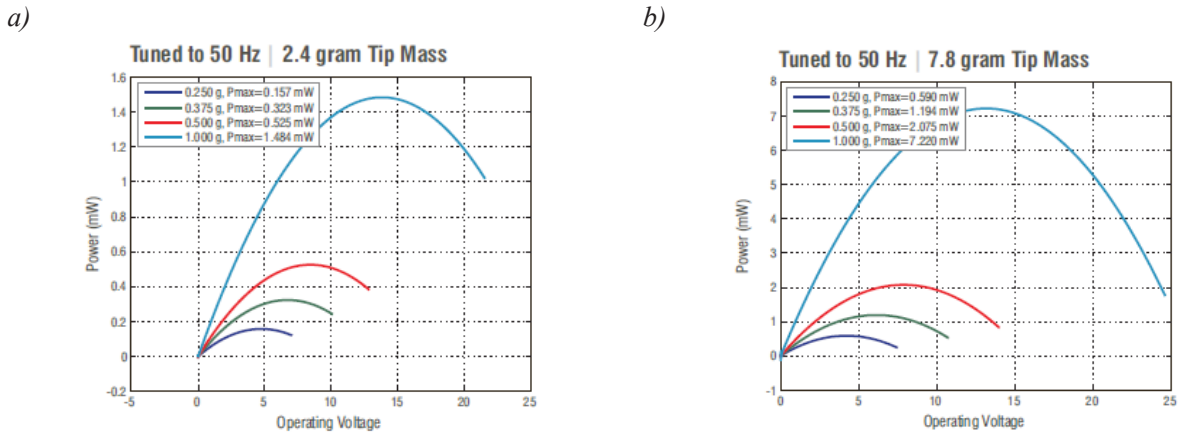 a)
Tuned to 50 Hz | 2.4 gram Tip Mass
1.6
1.4
1.2
1
0.8
0.6
0.4
0.2
0
-0.2
Power (mW)
0.250 g, Pmax=0.157 mW
0.375 g, Pmax=0.323 mW
0.500 g, Pmax=0.525 mW
1.000 g, Pmax=1.484 mW
-5 0 5 10 15 20 25
Operating Voltage
b)
Tuned to 50 Hz | 7.8 gram Tip Mass
8
7
6
5
4
3
2
1
0
-1
Power (mW)
0.250 g, Pmax=0.590 mW
0.375 g, Pmax=1.194 mW
0.500 g, Pmax=2.075 mW
1.000 g, Pmax=7.220 mW
0 5 10 15 20 25
Operating Voltage